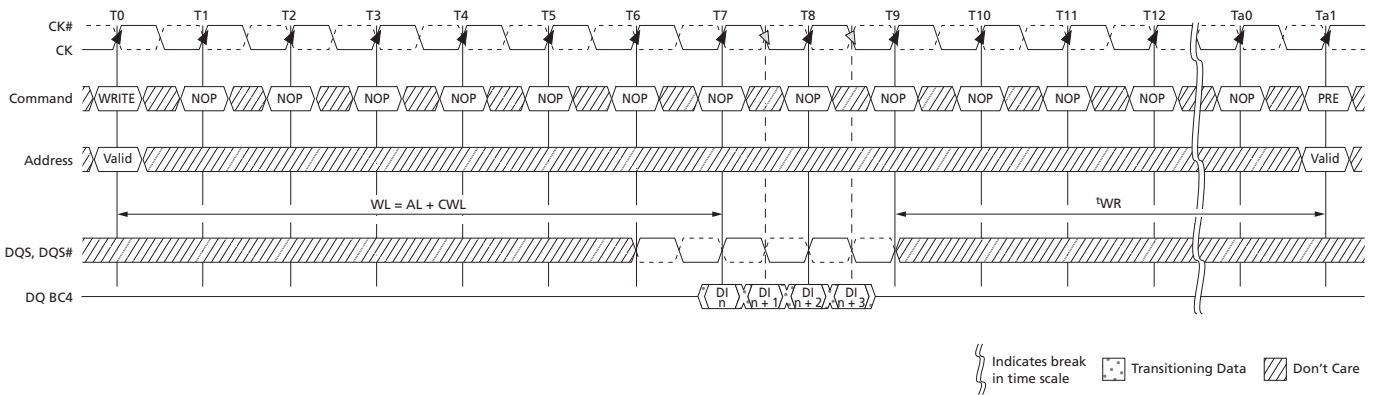 T0 T1 T2 T3 T4 T5 T6 T7 T8 T9 T10 T11 T12 Ta0 Ta1
CK#
CK
Command WRITE NOP NOP NOP NOP NOP NOP NOP NOP NOP NOP NOP NOP NOP PRE
Address Valid Valid
WL = AL + CWL tWR
DQS, DQS#
DQ BC4 DI n DI n + 1 DI n + 2 DI n + 3
Indicates break in time scale
Transitioning Data
Don't Care